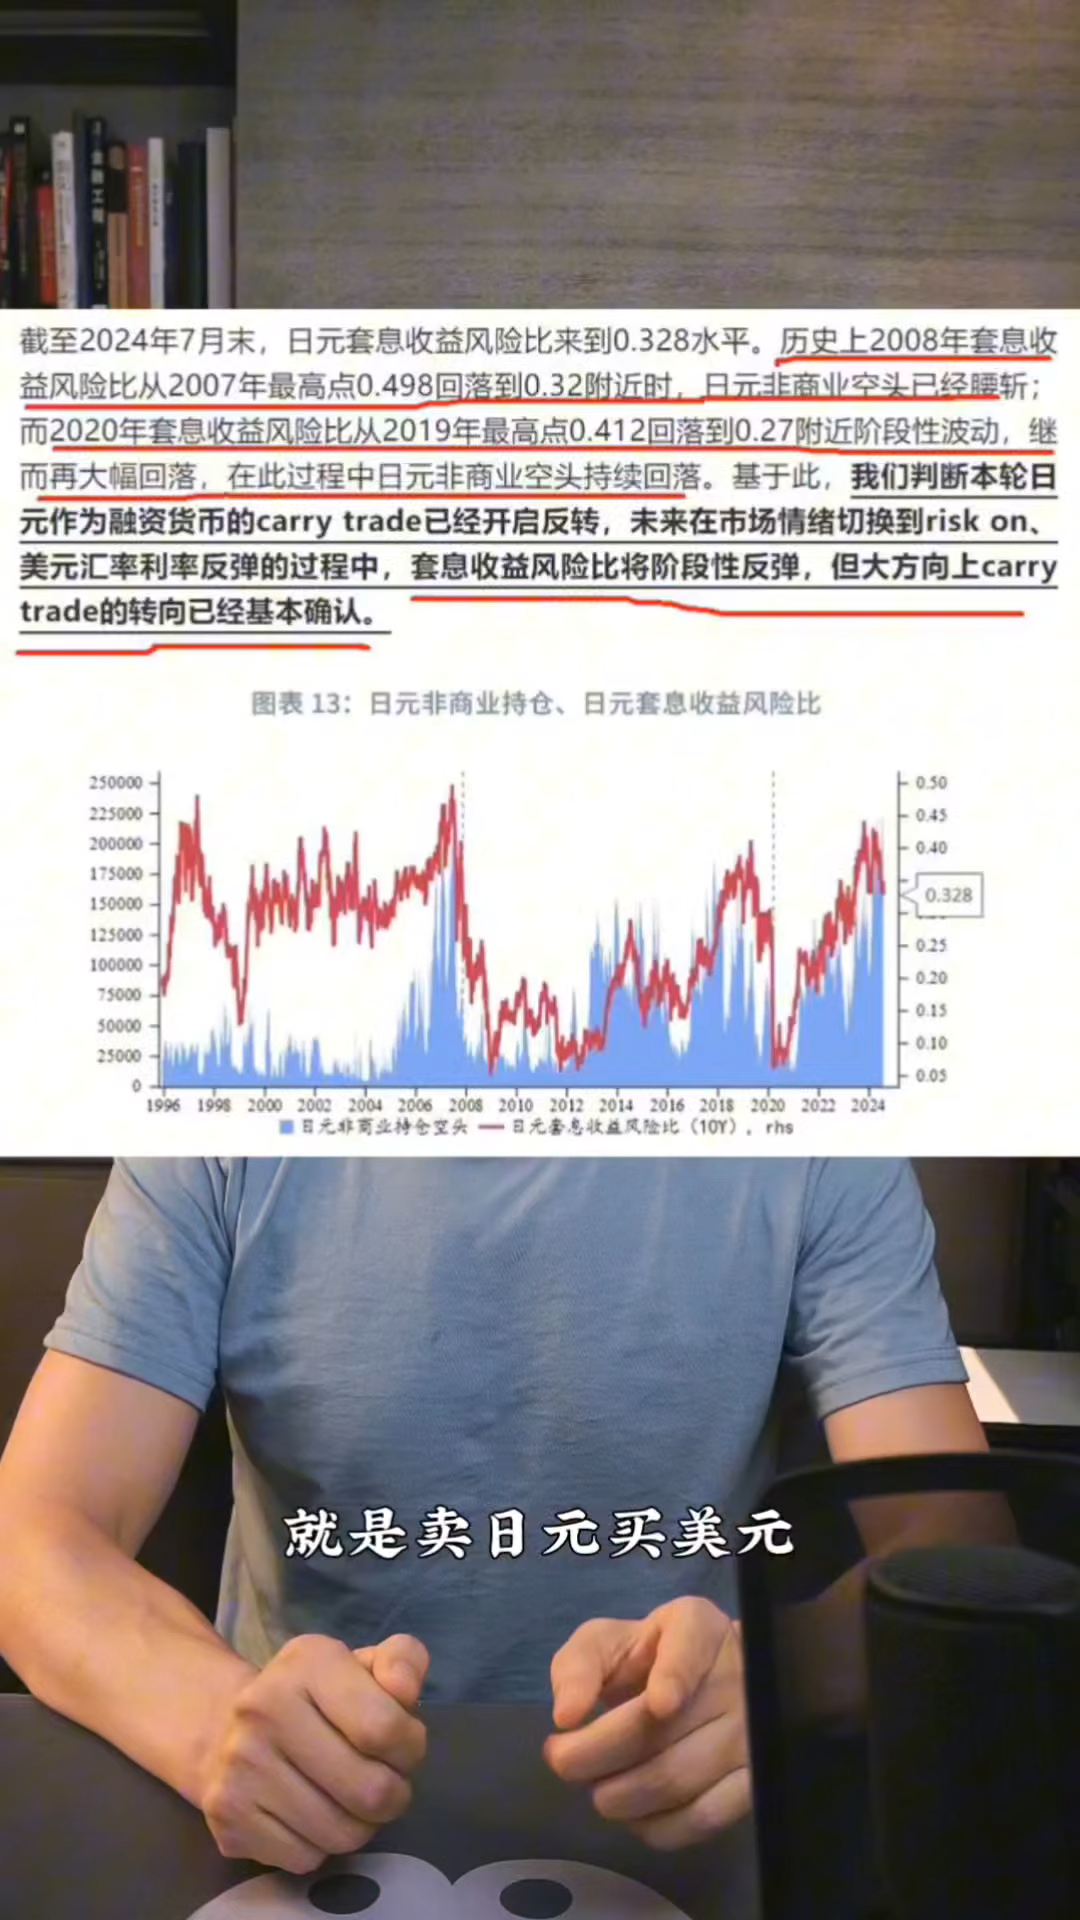 金融工程
截至2024年7月末，日元套息收益风险比来到0.328水平。历史上2008年套息收
益风险比从2007年最高点0.498回落到0.32附近时，日元非商业空头已经腰斩；
而2020年套息收益风险比从2019年最高点0.412回落到0.27附近阶段性波动，继
而再大幅回落，在此过程中日元非商业空头持续回落。基于此，我们判断本轮日
元作为融资货币的carry trade已经开启反转，未来在市场情绪切换到risk on、
美元汇率利率反弹的过程中，套息收益风险比将阶段性反弹，但大方向上carry
trade的转向已经基本确认。
图表 13：日元非商业持仓、日元套息收益风险比
250000 0.50
225000 0.45
200000 0.40
175000
150000 0.328
125000 0.25
100000 0.20
75000 0.15
50000 0.10
25000 0.05
0
1996 1998 2000 2002 2004 2006 2008 2010 2012 2014 2016 2018 2020 2022 2024
日元非商业持仓空头 日元套息收益风险比（10Y），rhs
就是卖日元买美元